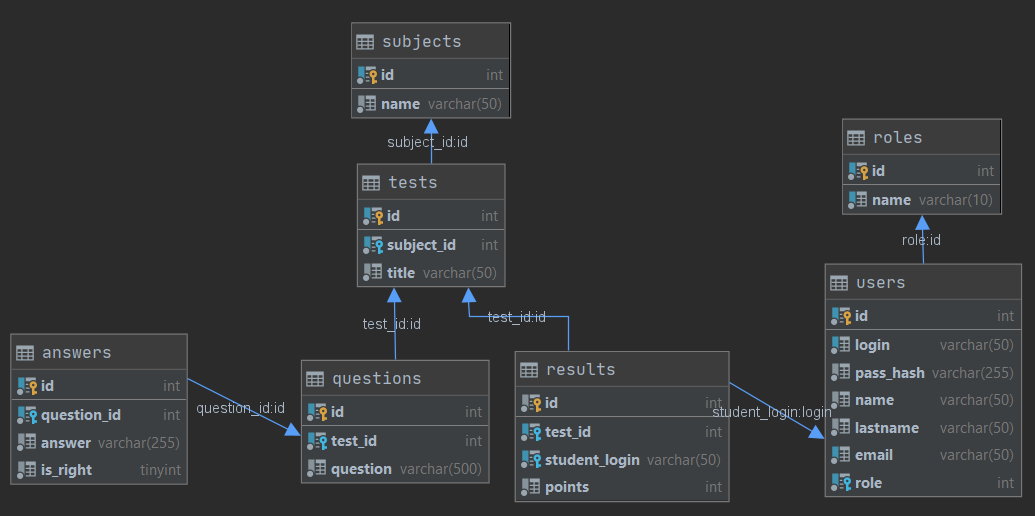 subjects
id int
name varchar(50)
subject_id:id
tests
id int
subject_id int
title varchar(50)
test_id:id
test_id:id
roles
id int
name varchar(10)
role:id
users
id int
login varchar(50)
pass_hash varchar(255)
name varchar(50)
lastname varchar(50)
email varchar(50)
role int
answers
id int
question_id int
answer varchar(255)
is_right tinyint
question_id:id
questions
id int
test_id int
question varchar(500)
results
id int
test_id int
student_login varchar(50)
points int
student_login:login